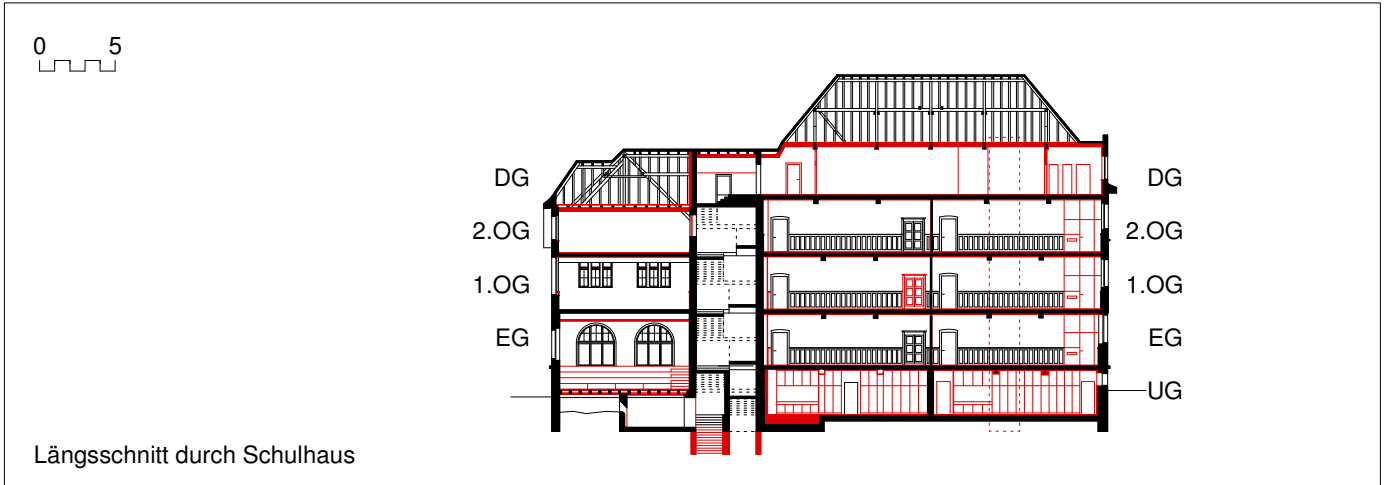 0 5
DG DG
2.OG 2.OG
1.OG 1.OG
EG EG
UG
Längsschnitt durch Schulhaus